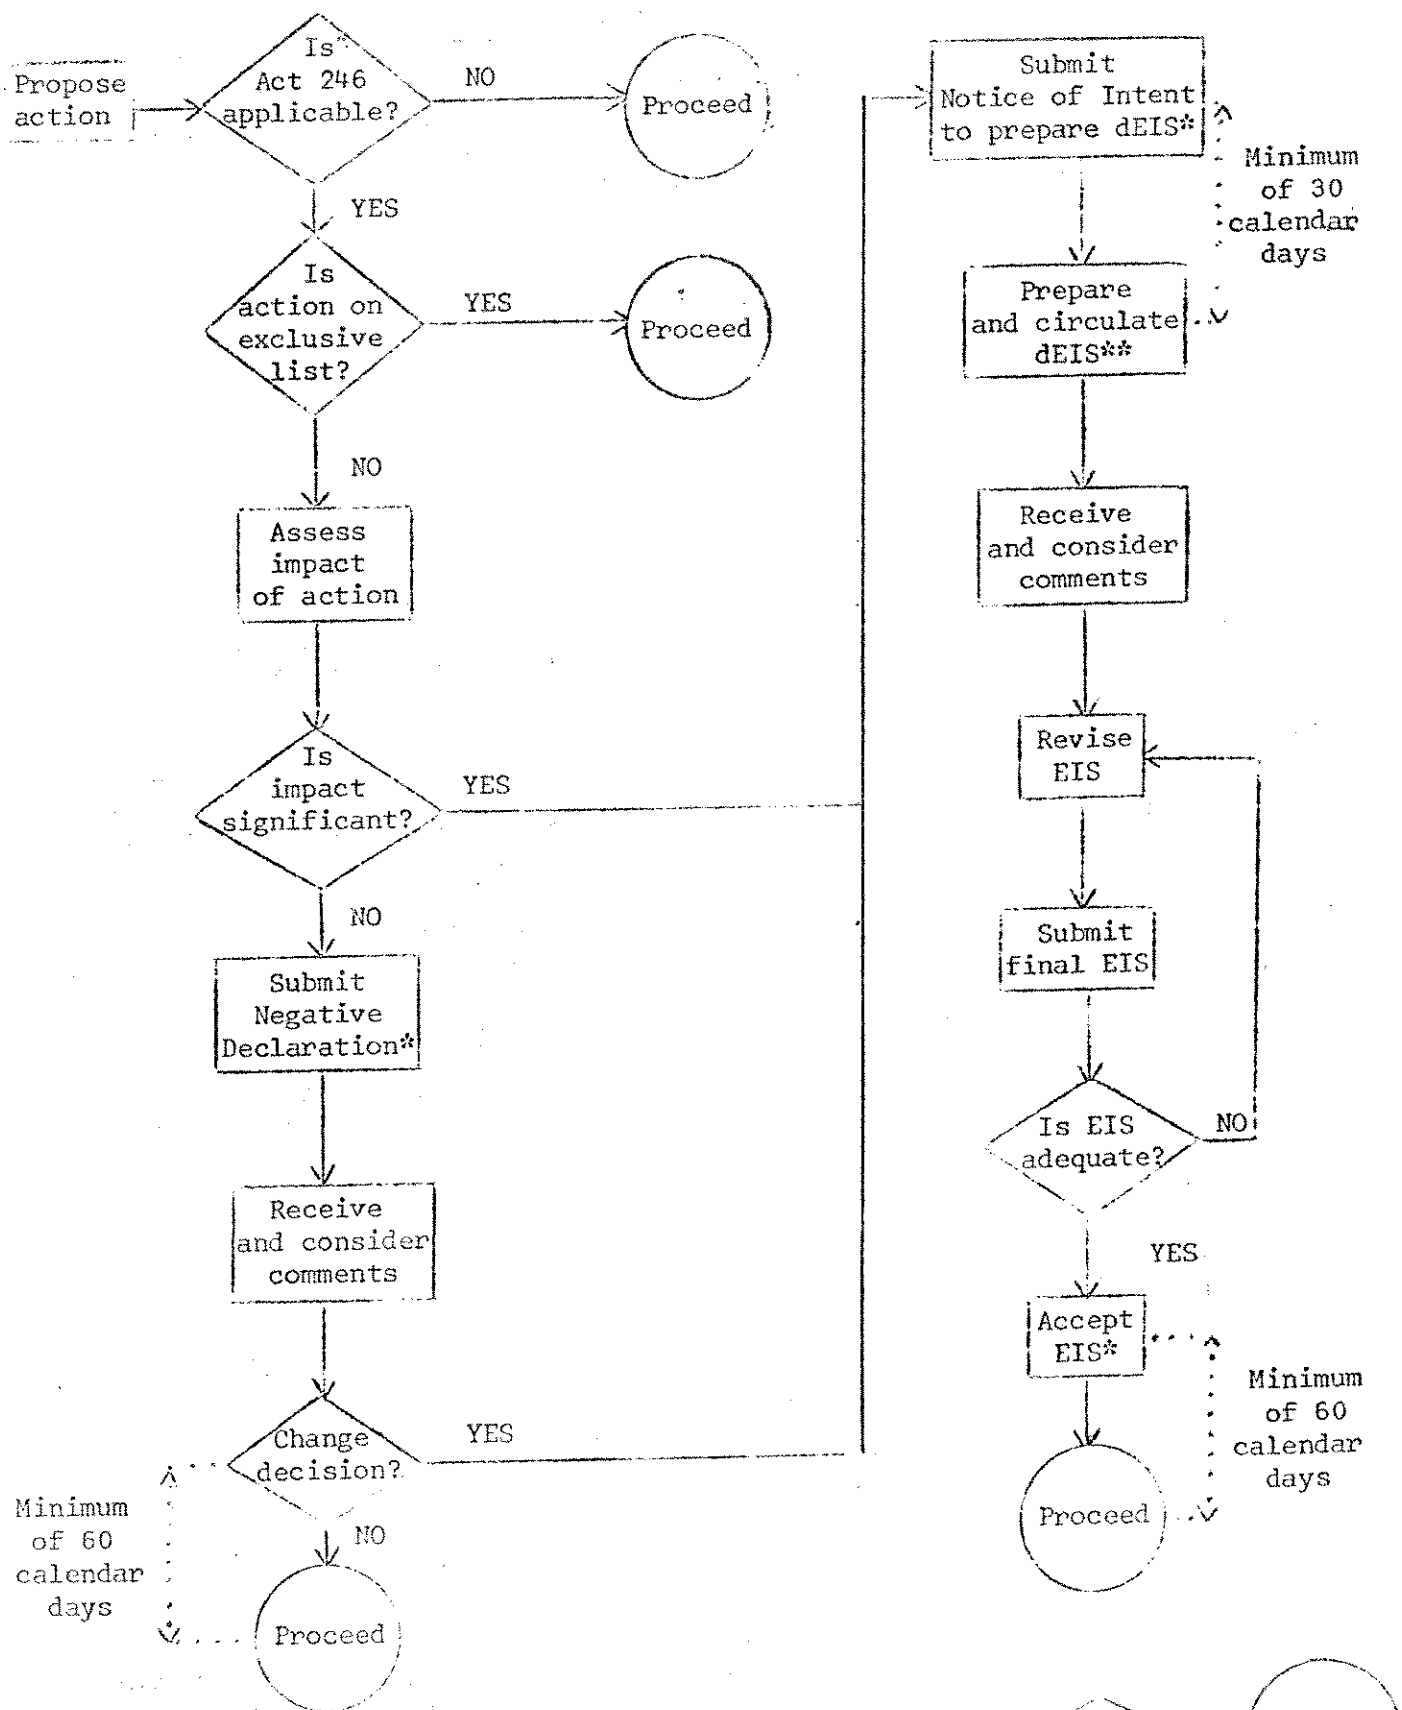 Propose
action
Is*
Act 246
applicable?
NO
Proceed
YES
Is
action on
exclusive
list?
YES
Proceed
NO
Assess
impact
of action
Is
impact
significant?
YES
NO
Submit
Negative
Declaration*
Receive
and consider
comments
Change
decision?
YES
NO
Minimum
of 60
calendar
days
Proceed
Submit
Notice of Intent
to prepare dEIS*
Minimum
of 30
calendar
days
Prepare
and circulate
dEIS**
Receive
and consider
comments
Revise
EIS
Submit
final EIS
Is EIS
adequate?
NO
YES
Accept
EIS*
Minimum
of 60
calendar
days
Proceed